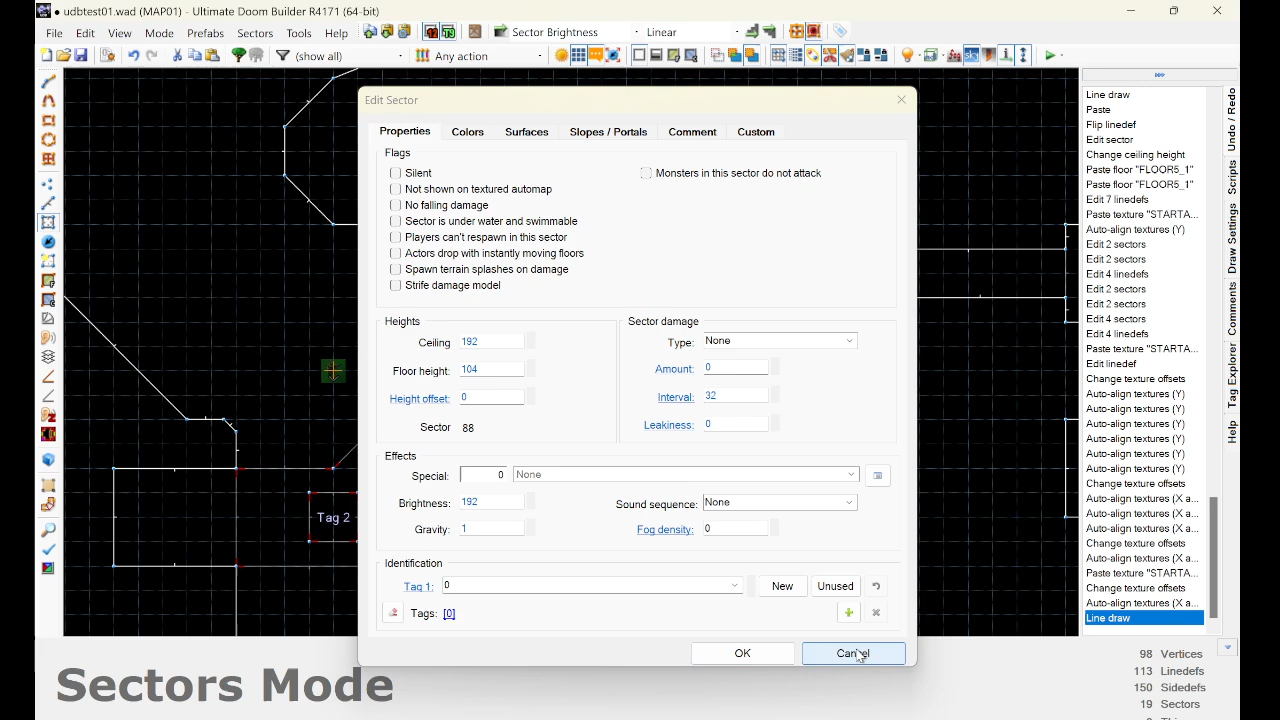 • udbtest01.wad (MAP01) - Ultimate Doom Builder R4171 (64-bit)
File Edit View Mode Prefabs Sectors Tools Help Sector Brightness Linear
(show all) Any action
Edit Sector
Properties Colors Surfaces Slopes / Portals Comment Custom
Flags
Silent Monsters in this sector do not attack
Not shown on textured automap
No falling damage
Sector is under water and swimmable
Players can't respawn in this sector
Actors drop with instantly moving floors
Spawn terrain splashes on damage
Strife damage model
Heights Sector damage
Ceiling 192 Type: None
Floor height: 104 Amount: 0
Height offset: 0 Interval: 32
Sector 88 Leakiness: 0
Effects
Special: 0 None
Brightness: 192 Sound sequence: None
Gravity: 1 Fog density: 0
Identification
Tag 1: 0 New Unused
Tags: [0]
OK Cancel
Tag 2
Line draw
Paste
Flip linedef
Edit sector
Change ceiling height
Paste floor "FLOOR5_1"
Paste floor "FLOOR5_1"
Edit 7 linedefs
Paste texture "STARTA...
Auto-align textures (Y)
Edit 2 sectors
Edit 2 sectors
Edit 4 linedefs
Edit 2 sectors
Edit 2 sectors
Edit 4 sectors
Edit 4 linedefs
Paste texture "STARTA...
Edit linedef
Change texture offsets
Auto-align textures (Y)
Auto-align textures (Y)
Auto-align textures (Y)
Auto-align textures (Y)
Auto-align textures (Y)
Auto-align textures (Y)
Change texture offsets
Auto-align textures (X a...
Auto-align textures (X a...
Auto-align textures (X a...
Change texture offsets
Auto-align textures (X a...
Paste texture "STARTA...
Change texture offsets
Auto-align textures (X a...
Line draw
Undo / Redo
Scripts
Draw Settings
Comments
Tag Explorer
Help
Sectors Mode
98 Vertices
113 Linedefs
150 Sidedefs
19 Sectors